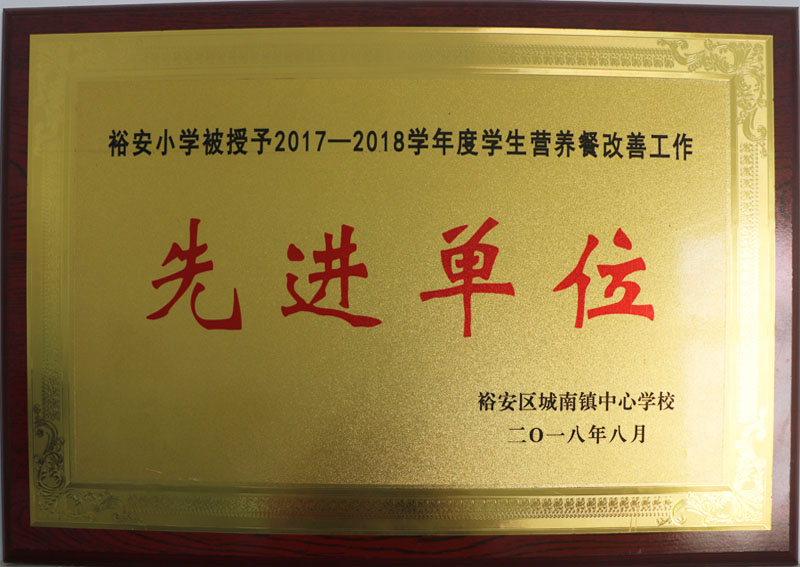 裕安小学被授予2017—2018学年度学生营养餐改善工作
先进单位
裕安区城南镇中心学校
二O一八年八月